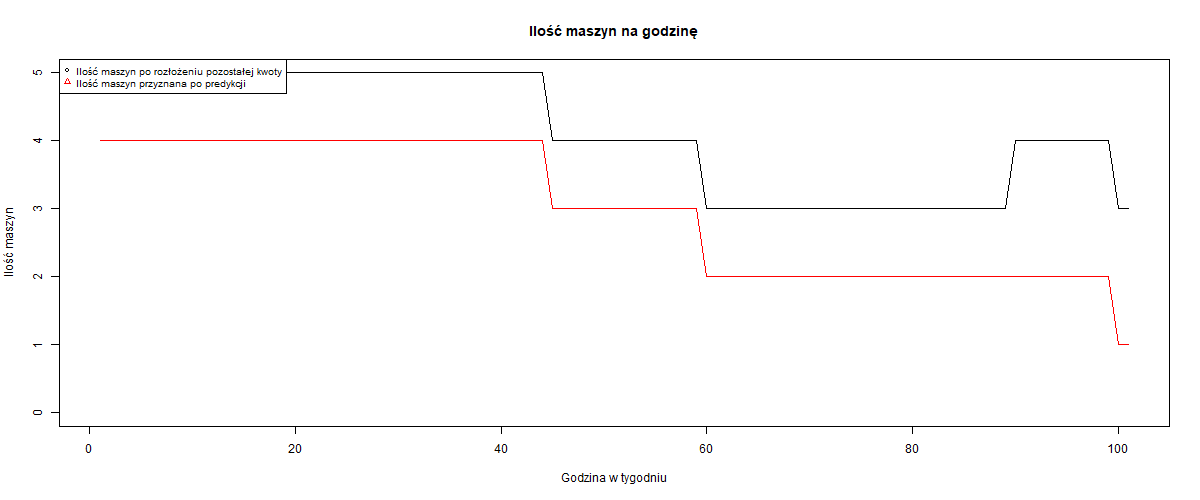 Ilość maszyn na godzinę
Ilość maszyn po rozłożeniu pozostałej kwoty
Ilość maszyn przyznana po predykcji
Ilość maszyn
5
4
3
2
1
0
0 20 40 60 80 100
Godzina w tygodniu